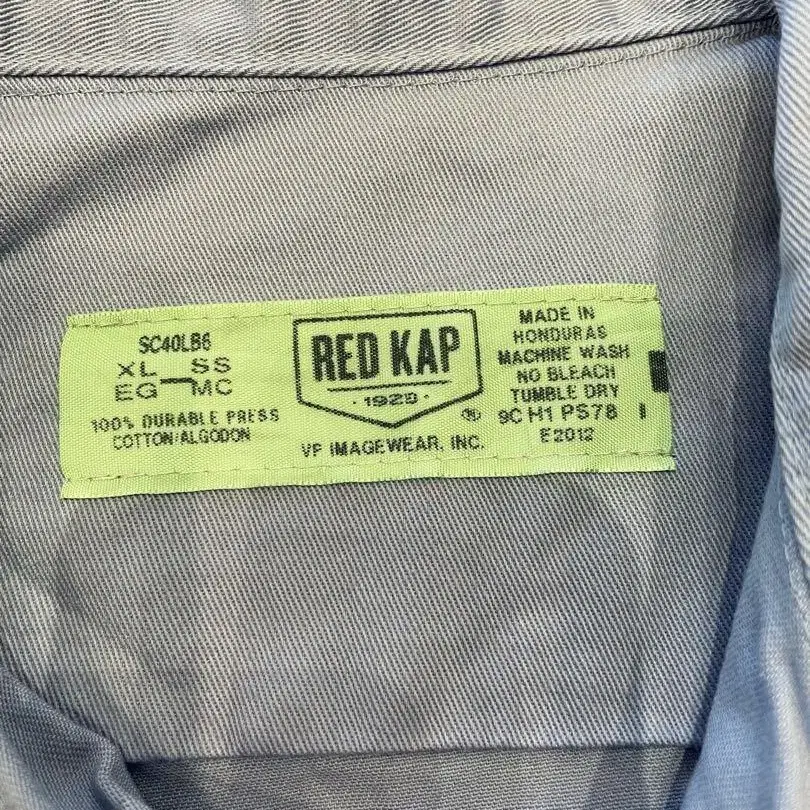 SC40LB6
XL SS
EG MC
100% DURABLE PRESS
COTTON/ALGODON
RED KAP
· 1923 ·
®
VF IMAGEWEAR, INC.
MADE IN
HONDURAS
MACHINE WASH
NO BLEACH
TUMBLE DRY
9C H1 PS78 I
E2012